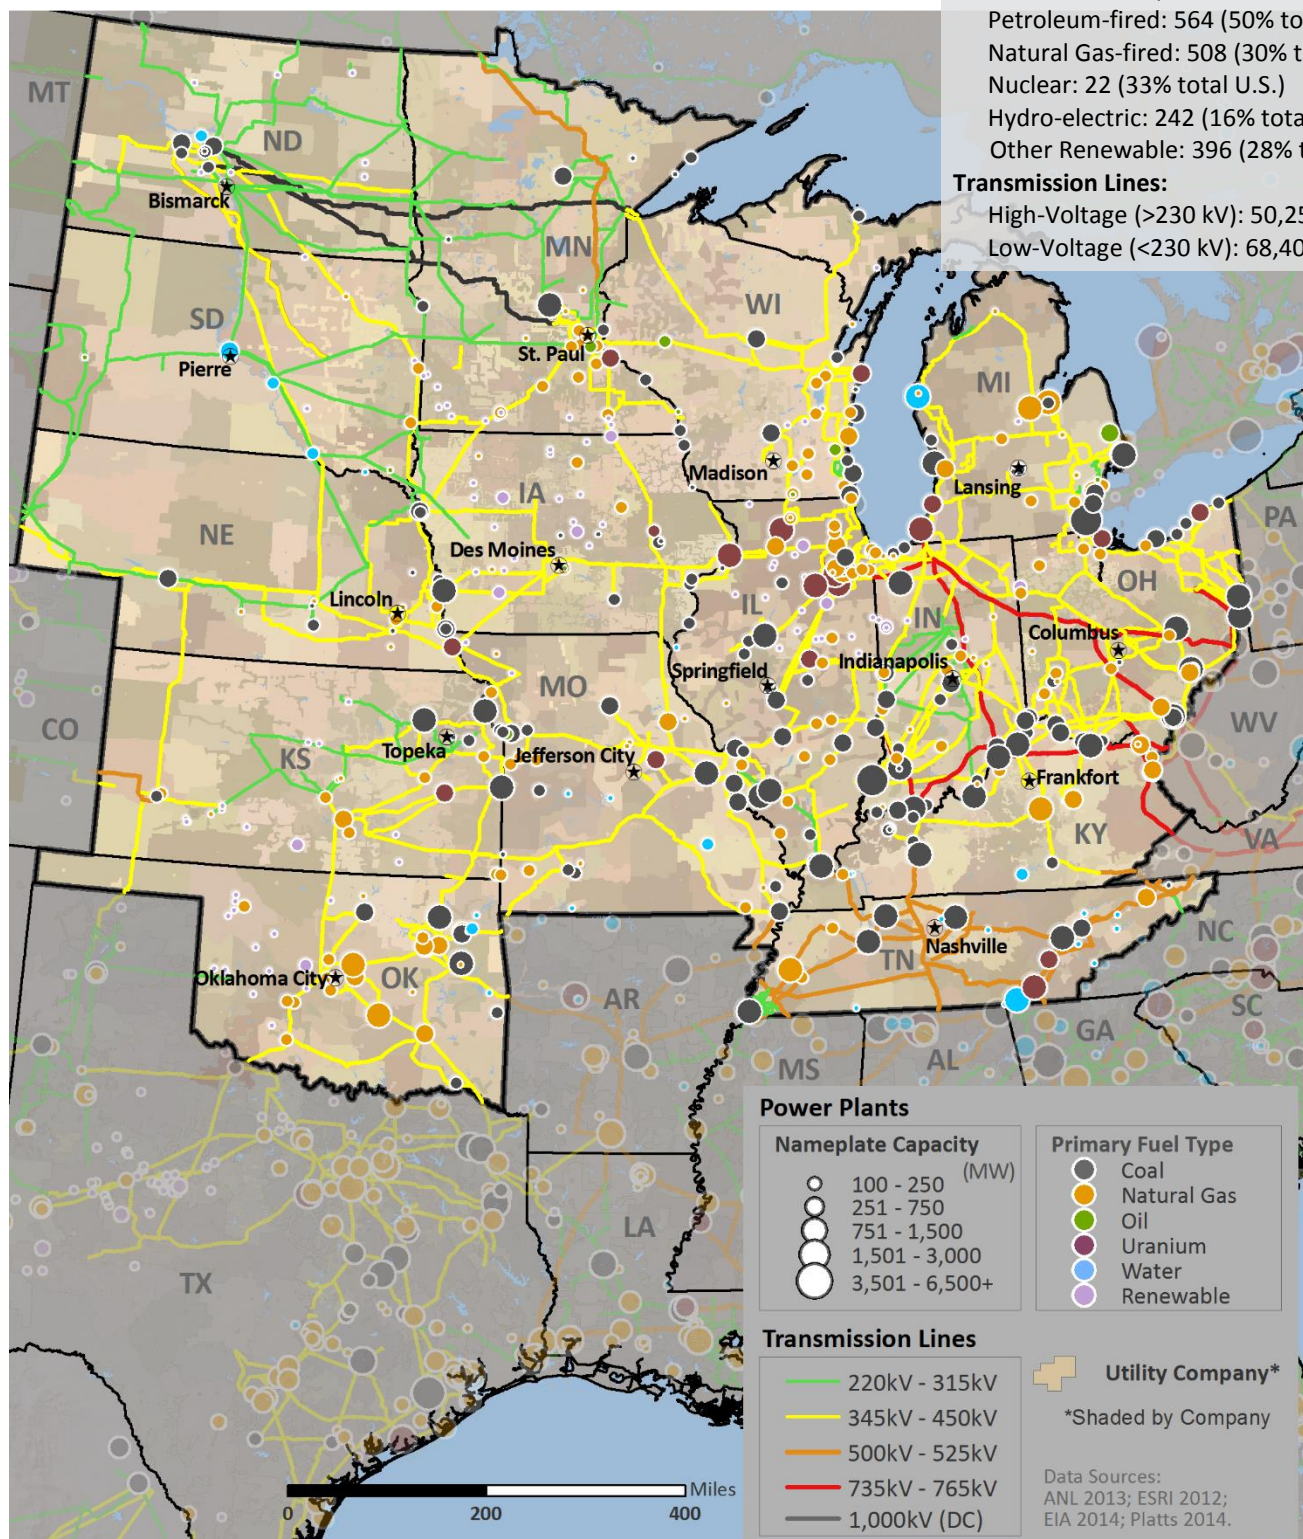 Petroleum-fired: 564 (50% to
Natural Gas-fired: 508 (30% t
Nuclear: 22 (33% total U.S.)
Hydro-electric: 242 (16% tota
Other Renewable: 396 (28% t
Transmission Lines:
High-Voltage (>230 kV): 50,25
Low-Voltage (<230 kV): 68,40
MT
ND
Bismarck
MN
WI
SD
Pierre
St. Paul
MI
Madison
Lansing
IA
NE
PA
Des Moines
OH
Lincoln
IL
IN
Columbus
Springfield
Indianapolis
MO
CO
WV
Topeka
Jefferson City
KS
Frankfort
KY
VA
Nashville
NC
TN
Oklahoma City
OK
AR
SC
GA
MS
AL
Power Plants
Nameplate Capacity
(MW)
100 - 250
251 - 750
751 - 1,500
1,501 - 3,000
3,501 - 6,500+
Primary Fuel Type
Coal
Natural Gas
Oil
Uranium
Water
Renewable
LA
TX
Transmission Lines
220kV - 315kV
345kV - 450kV
500kV - 525kV
735kV - 765kV
1,000kV (DC)
Utility Company*
*Shaded by Company
Data Sources:
ANL 2013; ESRI 2012;
EIA 2014; Platts 2014.
Miles
0 200 400